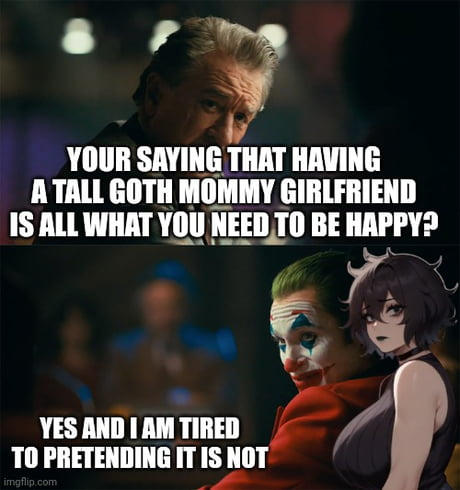 YOUR SAYING THAT HAVING
A TALL GOTH MOMMY GIRLFRIEND
IS ALL WHAT YOU NEED TO BE HAPPY?
YES AND I AM TIRED
TO PRETENDING IT IS NOT
imgflip.com